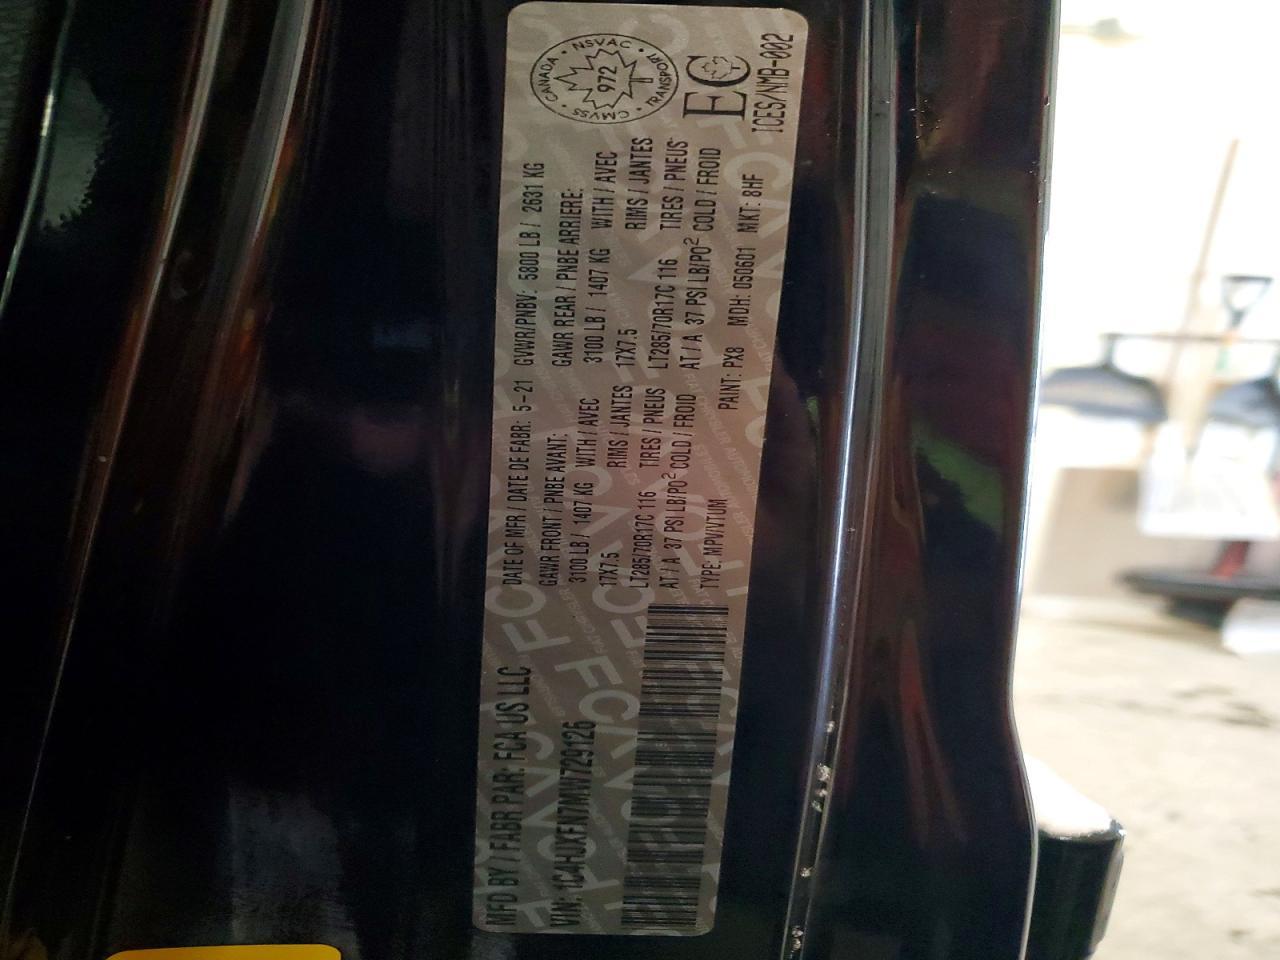 MFD BY / FABR PAR: FCA US LLC
VIN: 1C4HJXFN7MW729126
DATE OF MFR / DATE DE FABR: 5-21 GVWR/PNBV: 5800 LB / 2631 KG
GAWR FRONT / PNBE AVANT: GAWR REAR / PNBE ARRIERE:
3100 LB / 1407 KG WITH / AVEC 3100 LB / 1407 KG WITH / AVEC
17X7.5 RIMS / JANTES 17X7.5 RIMS / JANTES
LT285/70R17C 116 TIRES / PNEUS LT285/70R17C 116 TIRES / PNEUS
AT / A 37 PSI LB/PO² COLD / FROID AT / A 37 PSI LB/PO² COLD / FROID
TYPE: MPV/VTUM PAINT: PX8 MDH: 050601 MKT: 8HF
CANADA · NSVAC · TRANSPORT · CMVSS
972
T
EC
ICES/NMB-002